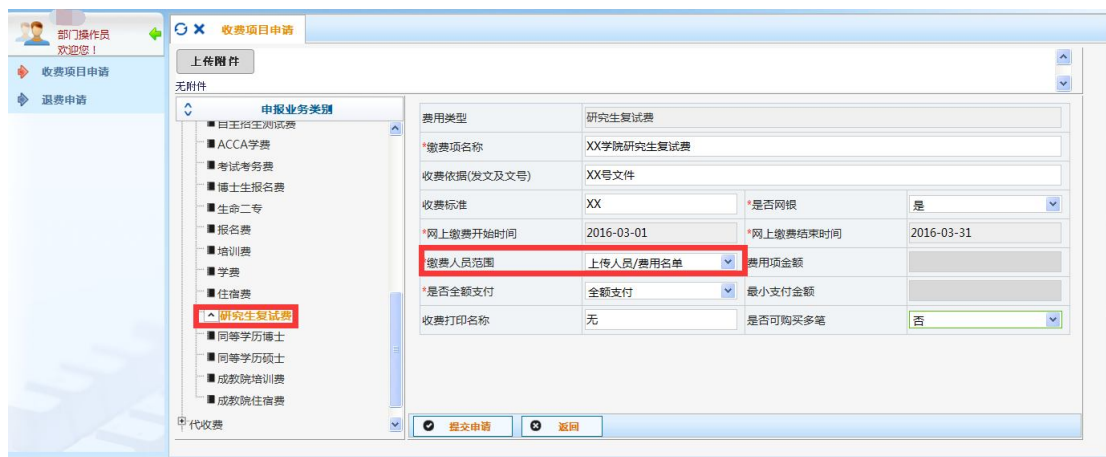 部门操作员
欢迎您！
收费项目申请
退费申请
收费项目申请
上传附件
无附件
申报业务类别
自主招生测试费
ACCA学费
考试考务费
博士生报名费
生命二专
报名费
培训费
学费
住宿费
研究生复试费
同等学历博士
同等学历硕士
成教院培训费
成教院住宿费
代收费
费用类型 研究生复试费
*缴费项名称 XX学院研究生复试费
收费依据(发文及文号) XX号文件
收费标准 XX *是否网银 是
*网上缴费开始时间 2016-03-01 *网上缴费结束时间 2016-03-31
*缴费人员范围 上传人员/费用名单 费用项金额
*是否全额支付 全额支付 最小支付金额
收费打印名称 无 是否可购买多笔 否
提交申请 返回